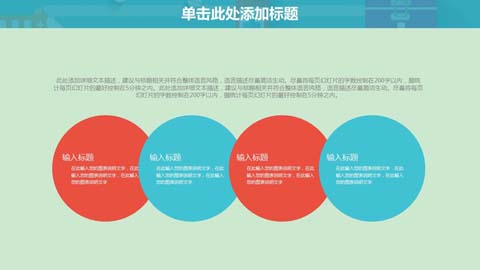 单击此处添加标题
此处添加详细文本描述，建议与标题相关并符合整体语言风格，语言描述尽量简洁生动。尽量将每页幻灯片的字数控制在200字以内，据统
计每页幻灯片的最好控制在5分钟之内。此处添加详细文本描述，建议与标题相关并符合整体语言风格，语言描述尽量简洁生动。尽量将每页
幻灯片的字数控制在200字以内，据统计每页幻灯片的最好控制在5分钟之内。
输入标题
在此输入您的图表说明文字，在此输入
您的图表说明文字，在此输入
您的图表说明文字
输入标题
在此输入您的图表说明文字，在此输入
您的图表说明文字，在此输入
您的图表说明文字
输入标题
在此输入您的图表说明文字，在此输入
您的图表说明文字，在此输入
您的图表说明文字
输入标题
在此输入您的图表说明文字，在此输入
您的图表说明文字，在此输入
您的图表说明文字